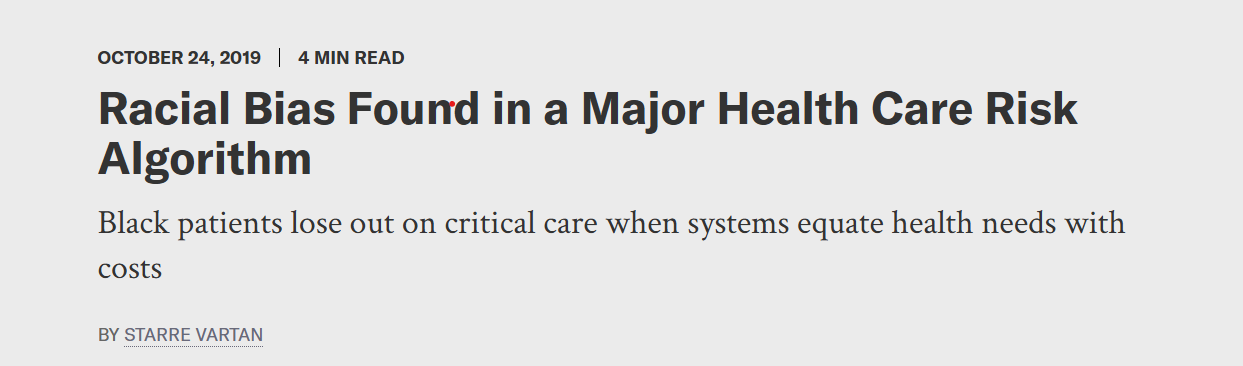 OCTOBER 24, 2019 | 4 MIN READ
Racial Bias Found in a Major Health Care Risk
Algorithm
Black patients lose out on critical care when systems equate health needs with
costs
BY STARRE VARTAN